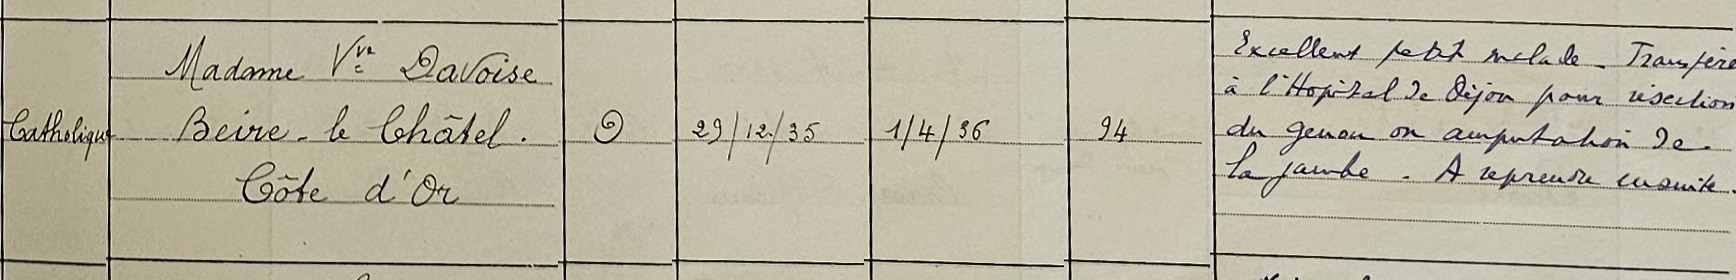 Catholique
Madame Vve Davoise
Beire-le Châtel.
Côte d'Or
29/12/35
1/4/36
94
Excellent petit malade - Transféré
à l'Hopital de Dijon pour résection
du genou ou amputation de
la jambe. A reprendre ensuite.